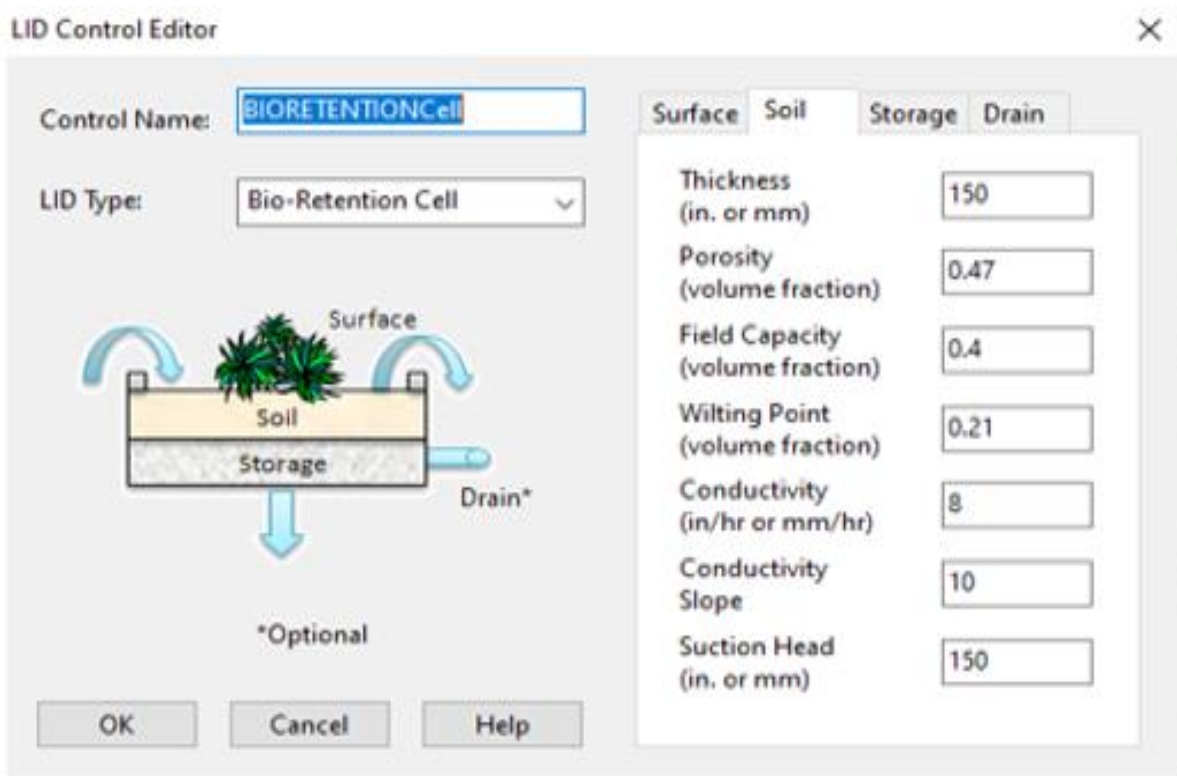 LID Control Editor
Control Name:
BIORETENTIONCell
LID Type:
Bio-Retention Cell
Surface
Soil
Storage
Drain*
*Optional
OK
Cancel
Help
Surface
Soil
Storage
Drain
Thickness
(in. or mm)
150
Porosity
(volume fraction)
0.47
Field Capacity
(volume fraction)
0.4
Wilting Point
(volume fraction)
0.21
Conductivity
(in/hr or mm/hr)
8
Conductivity
Slope
10
Suction Head
(in. or mm)
150